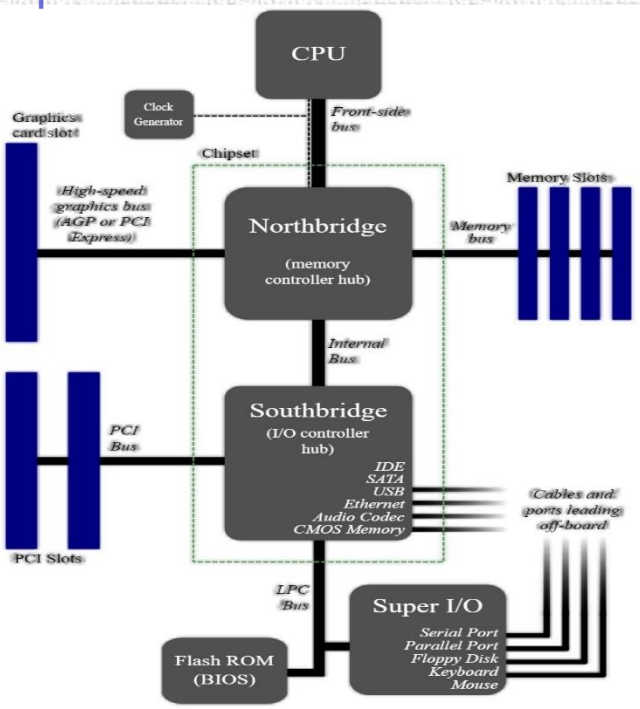 CPU
Clock
Generator
Front-side
bus
Graphics
card slot
Chipset
High-speed
graphics bus
(AGP or PCI
Express)
Northbridge
(memory
controller hub)
Memory Slots
Memory
bus
Internal
Bus
Southbridge
(I/O controller
hub)
IDE
SATA
USB
Ethernet
Audio Codec
CMOS Memory
PCI
Bus
PCI Slots
Cables and
ports leading
off-board
LPC
Bus
Super I/O
Serial Port
Parallel Port
Floppy Disk
Keyboard
Mouse
Flash ROM
(BIOS)